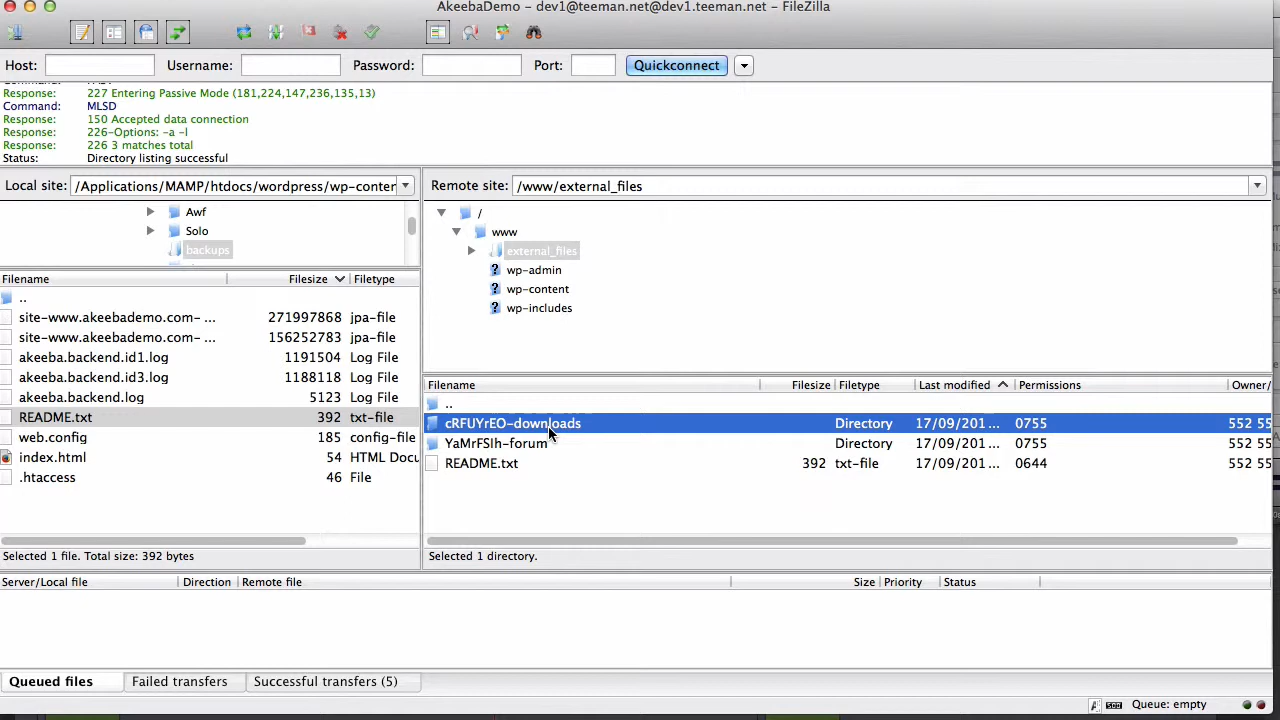 AkeebaDemo - dev1@teeman.net@dev1.teeman.net - FileZilla
Host: Username: Password: Port: Quickconnect
Response: 227 Entering Passive Mode (181,224,147,236,135,13)
Command: MLSD
Response: 150 Accepted data connection
Response: 226-Options: -a -l
Response: 226 3 matches total
Status: Directory listing successful
Local site: /Applications/MAMP/htdocs/wordpress/wp-conter
Awf
Solo
backups
Filename Filesize Filetype
..
site-www.akeebademo.com- ... 271997868 jpa-file
site-www.akeebademo.com- ... 156252783 jpa-file
akeeba.backend.id1.log 1191504 Log File
akeeba.backend.id3.log 1188118 Log File
akeeba.backend.log 5123 Log File
README.txt 392 txt-file
web.config 185 config-file
index.html 54 HTML Docu
.htaccess 46 File
Selected 1 file. Total size: 392 bytes
Remote site: /www/external_files
/
www
external_files
? wp-admin
? wp-content
? wp-includes
Filename Filesize Filetype Last modified Permissions Owner/
..
cRFUYrEO-downloads Directory 17/09/201... 0755 552 55
YaMrFSIh-forum Directory 17/09/201... 0755 552 55
README.txt 392 txt-file 17/09/201... 0644 552 55
Selected 1 directory.
Server/Local file Direction Remote file Size Priority Status
Queued files Failed transfers Successful transfers (5)
Queue: empty